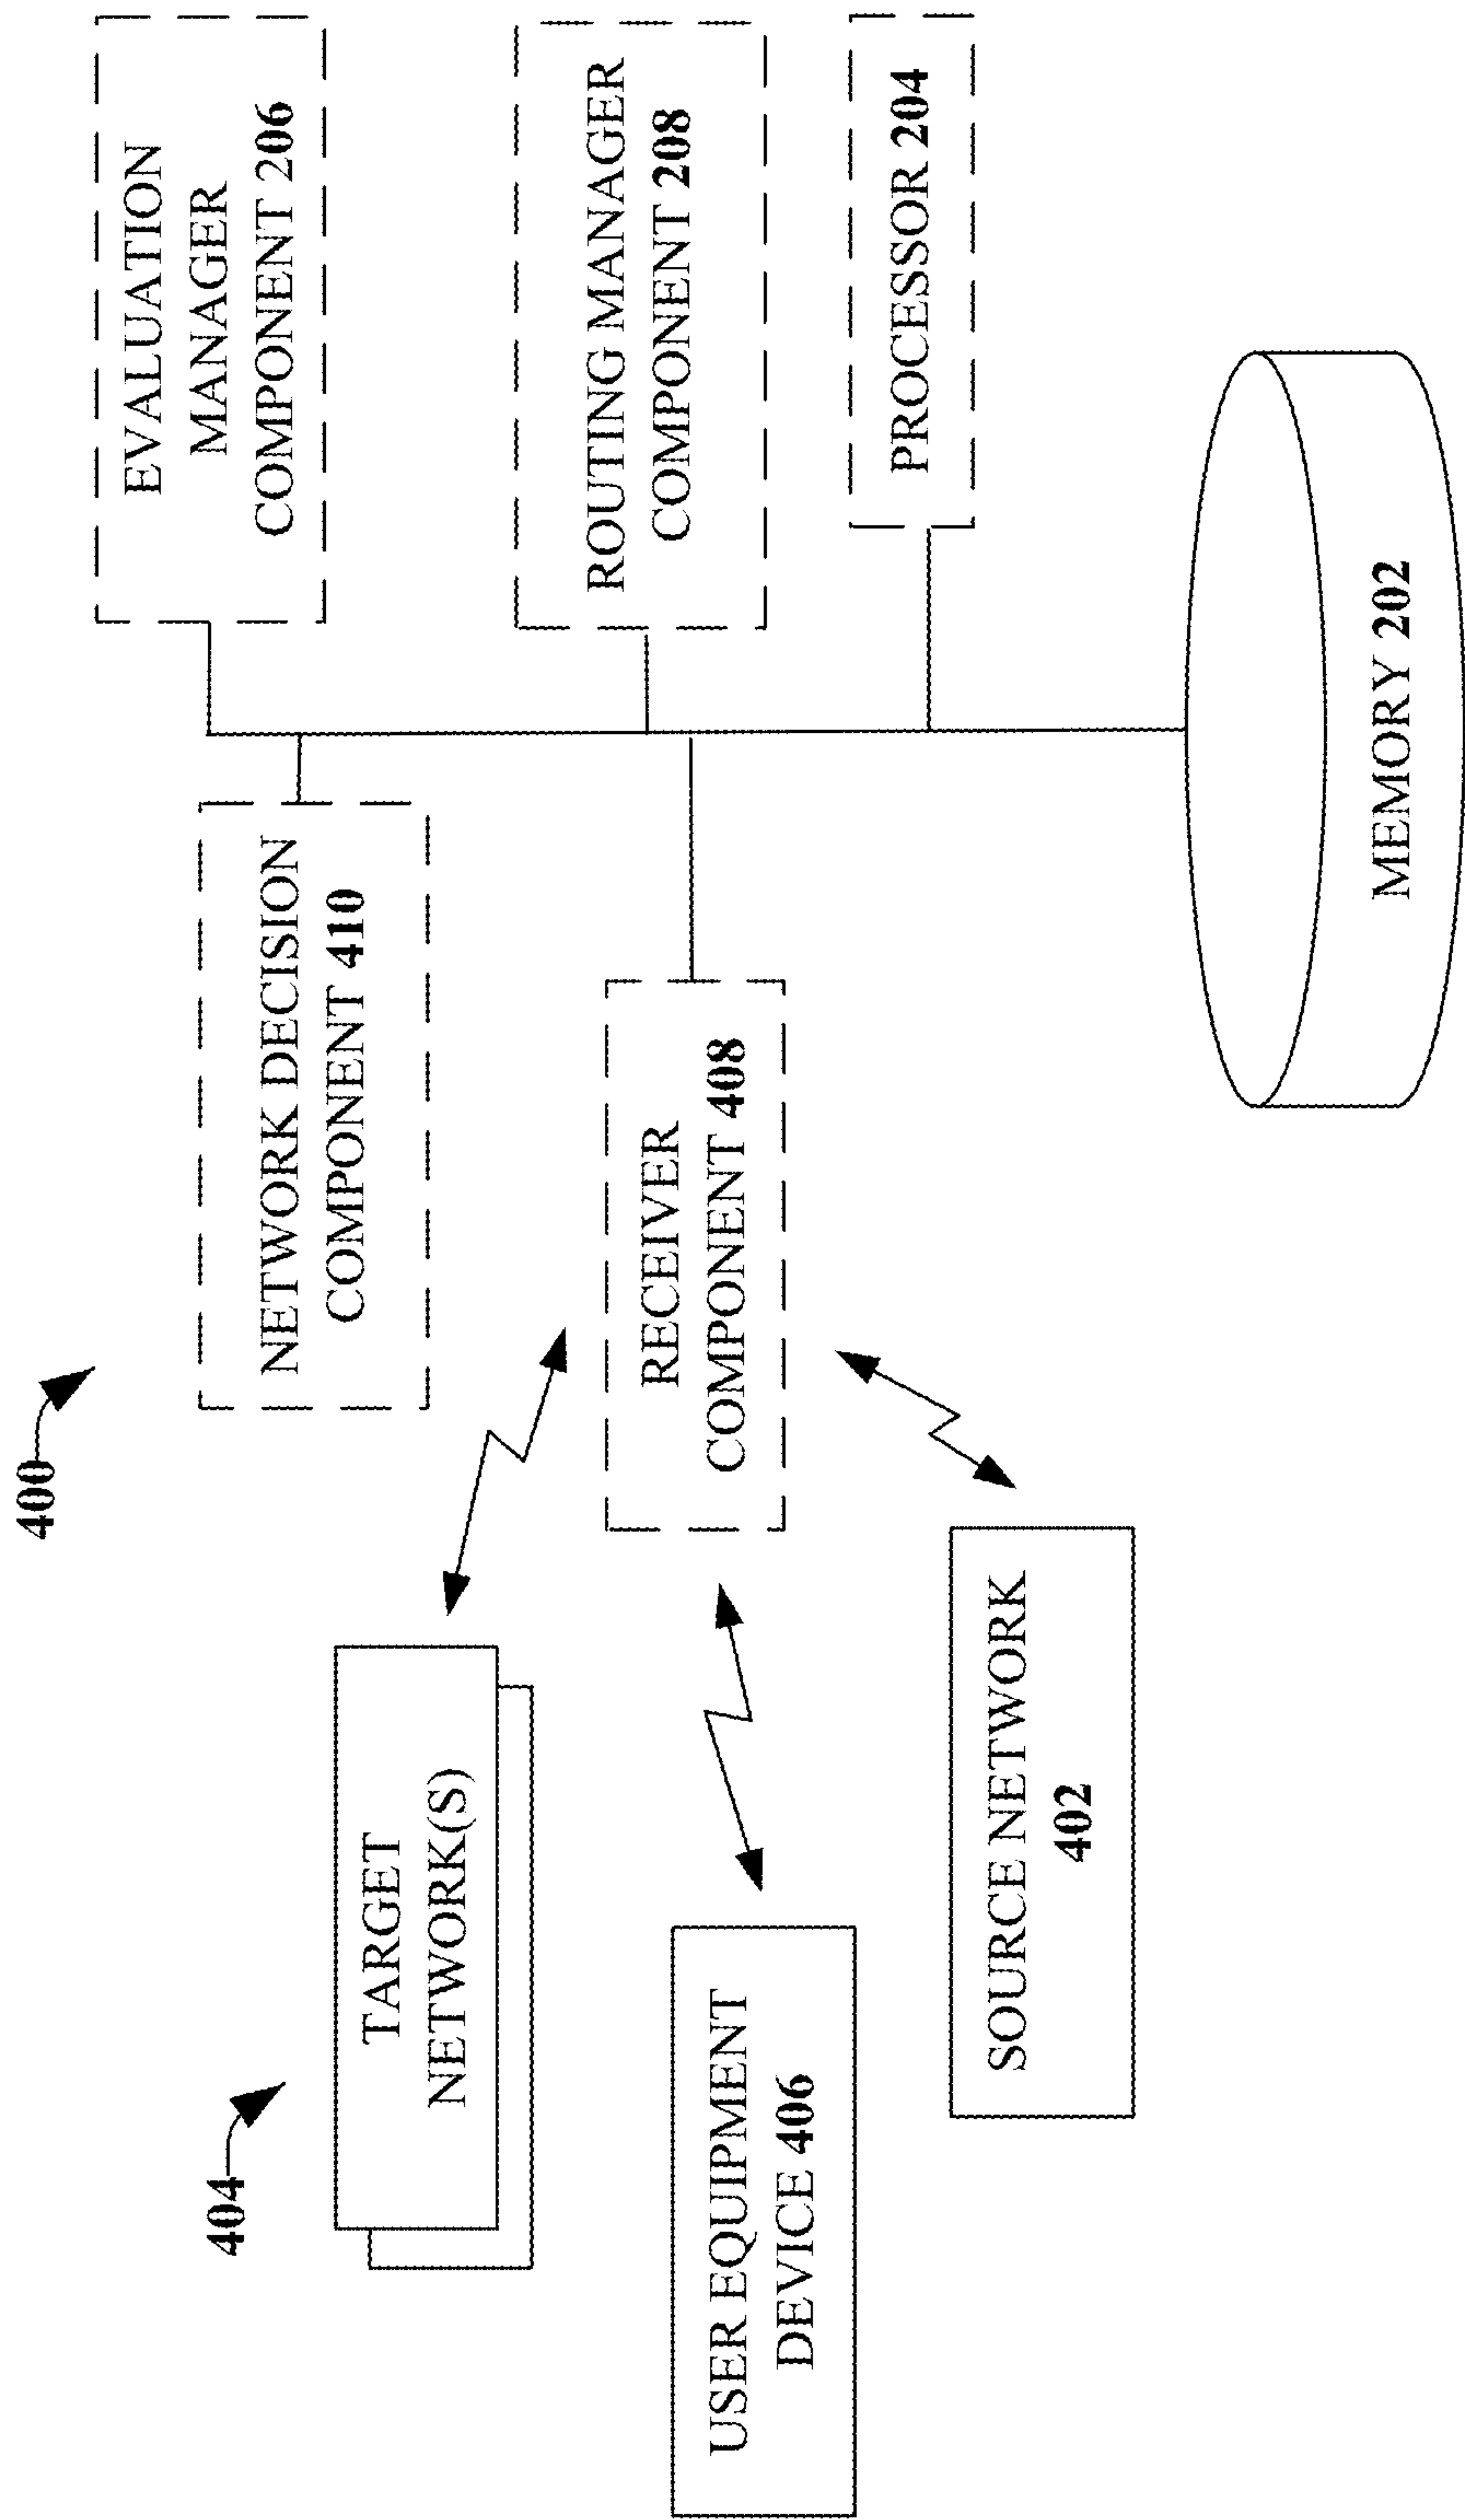 400
404
TARGET
NETWORK(S)
USER EQUIPMENT
DEVICE 406
SOURCE NETWORK
402
NETWORK DECISION
COMPONENT 410
RECEIVER
COMPONENT 408
EVALUATION
MANAGER
COMPONENT 206
ROUTING MANAGER
COMPONENT 208
PROCESSOR 204
MEMORY 202